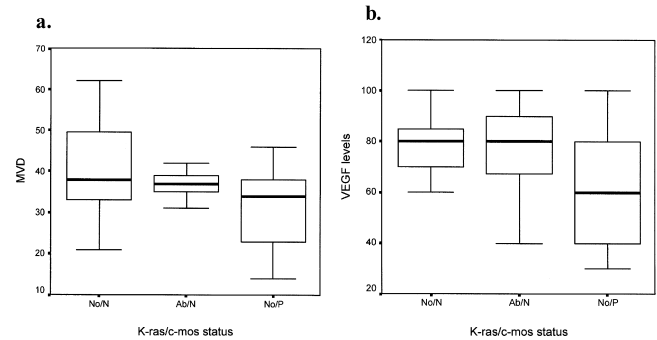 a.
70
60
50
40
30
20
10
MVD
No/N Ab/N No/P
K-ras/c-mos status
b.
120
100
80
60
40
20
VEGF levels
No/N Ab/N No/P
K-ras/c-mos status